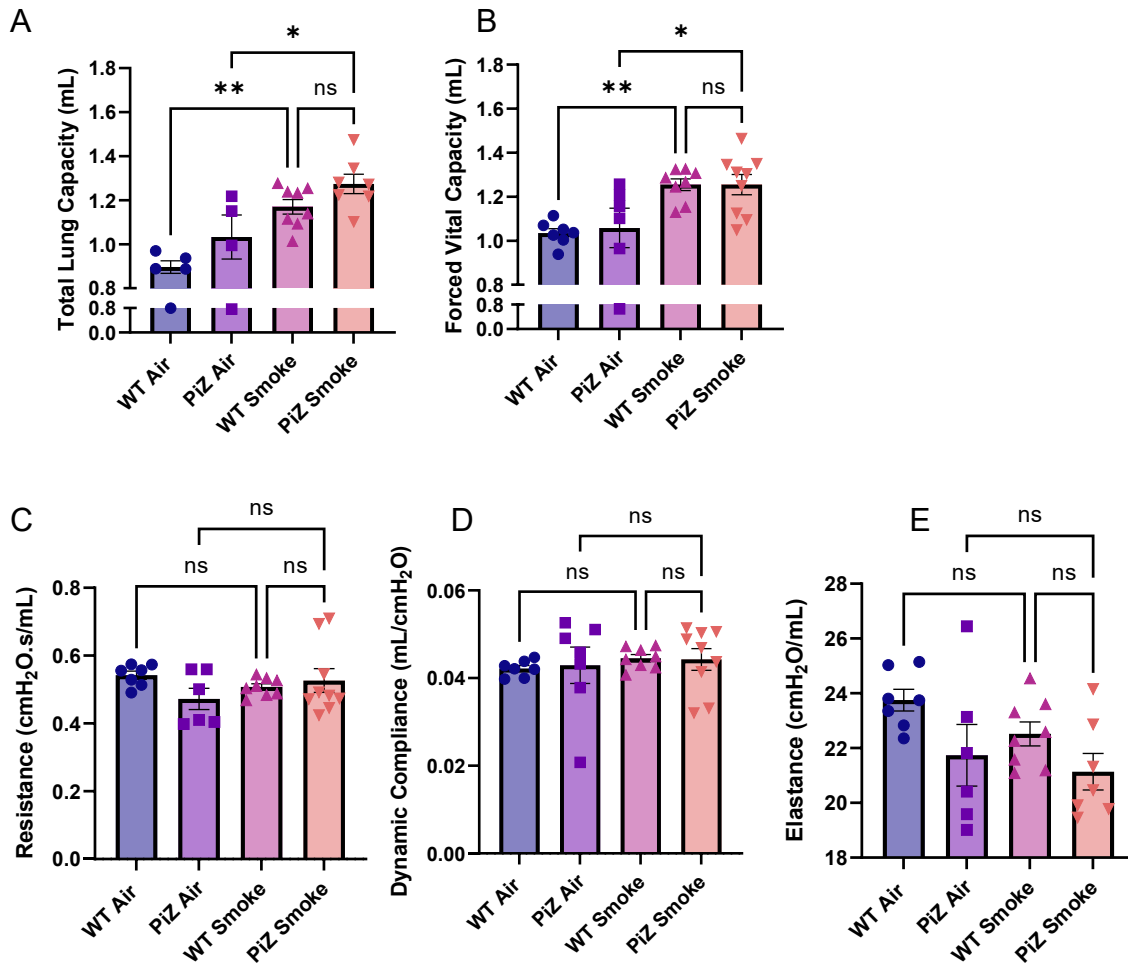 A
Total Lung Capacity (mL)
1.8
1.6
1.4
1.2
1.0
0.8
0.8
0.0
*
**
ns
WT Air
PiZ Air
WT Smoke
PiZ Smoke
B
Forced Vital Capacity (mL)
1.8
1.6
1.4
1.2
1.0
0.8
0.8
0.0
*
**
ns
WT Air
PiZ Air
WT Smoke
PiZ Smoke
C
Resistance (cmH₂O.s/mL)
0.8
0.6
0.4
0.2
0.0
ns
ns
ns
WT Air
PiZ Air
WT Smoke
PiZ Smoke
D
Dynamic Compliance (mL/cmH₂O)
0.06
0.04
0.02
0.00
ns
ns
ns
WT Air
PiZ Air
WT Smoke
PiZ Smoke
E
Elastance (cmH₂O/mL)
28
26
24
22
20
18
ns
ns
ns
WT Air
PiZ Air
WT Smoke
PiZ Smoke